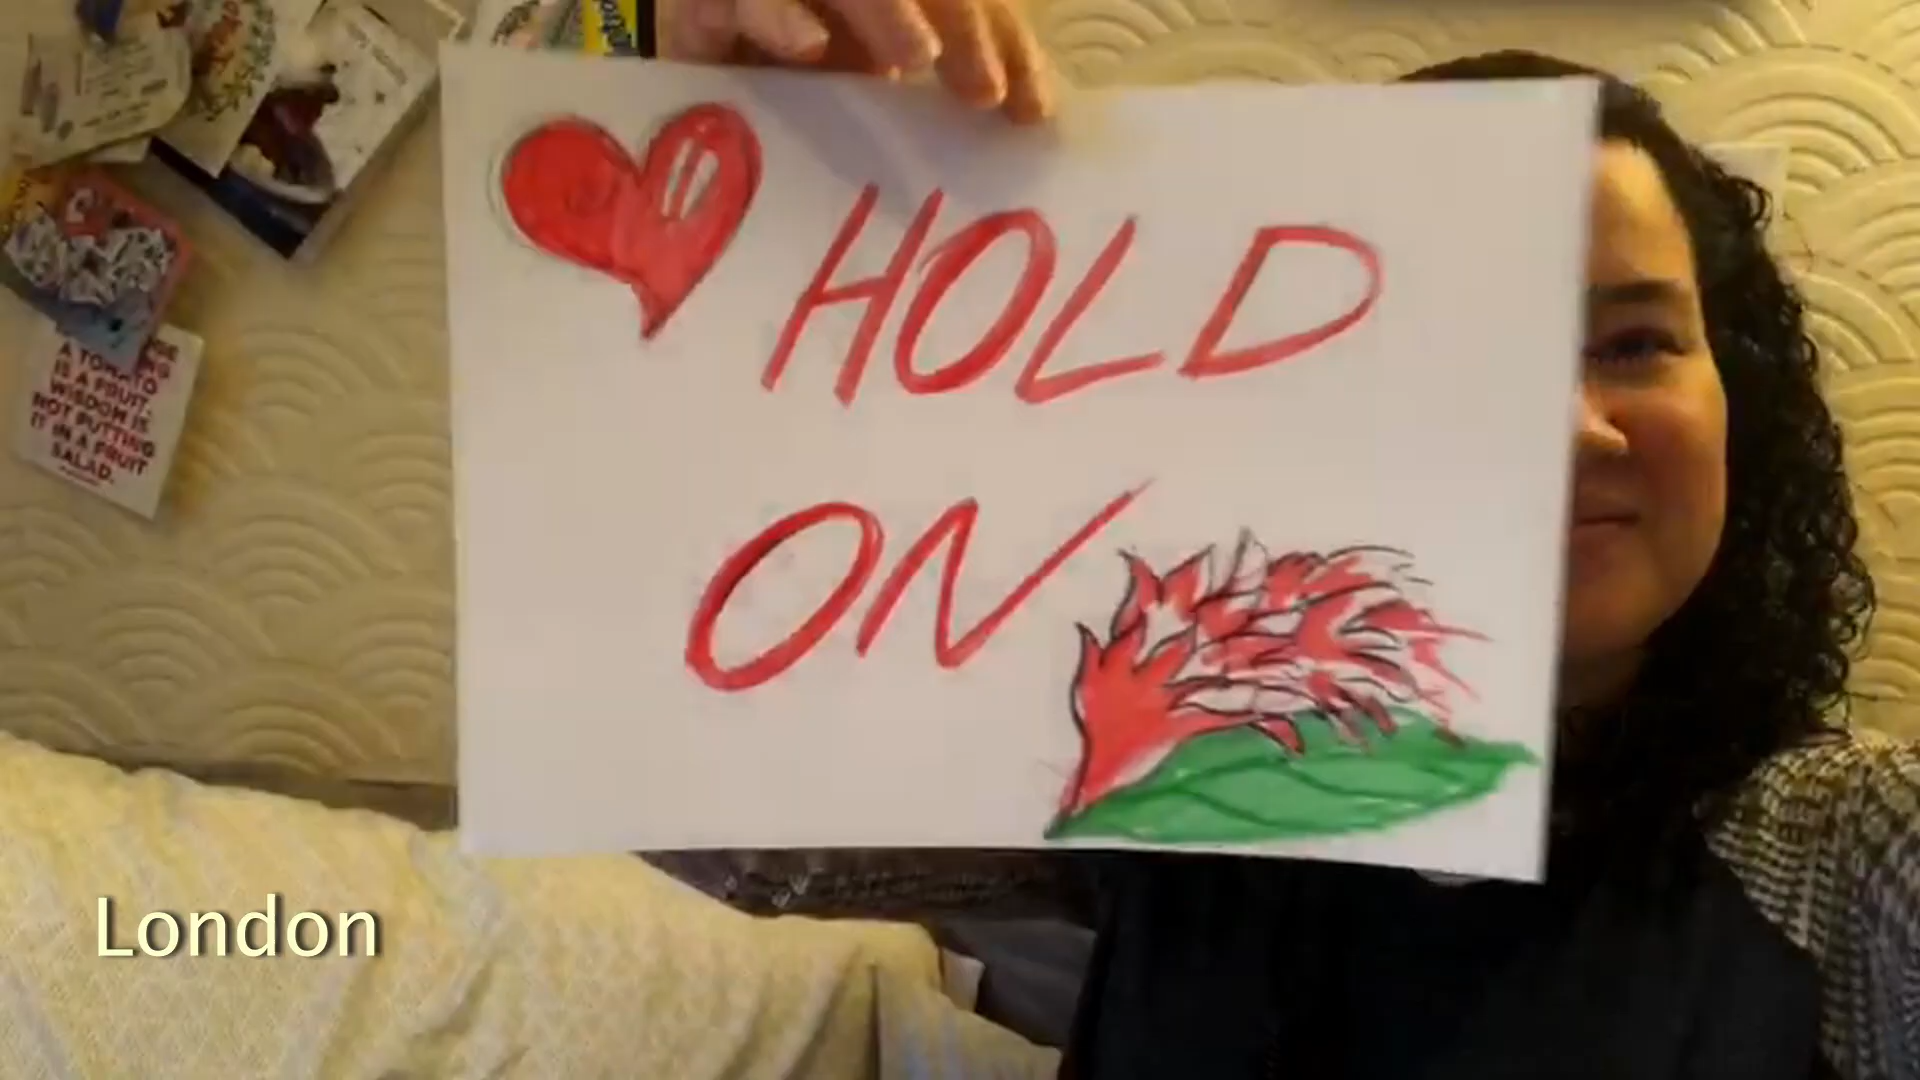 HOLD
ON
A TOMATO
IS A FRUIT.
WISDOM IS
NOT PUTTING
IT IN A FRUIT
SALAD.
London